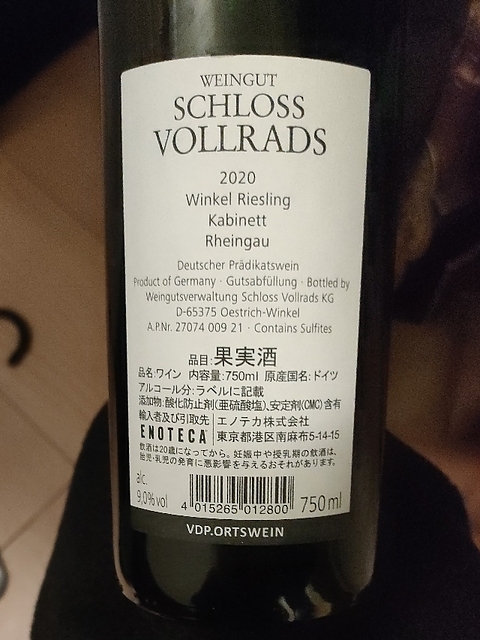 WEINGUT
SCHLOSS
VOLLRADS
2020
Winkel Riesling
Kabinett
Rheingau
Deutscher Prädikatswein
Product of Germany · Gutsabfüllung · Bottled by
Weingutsverwaltung Schloss Vollrads KG
D-65375 Oestrich-Winkel
A.P.Nr. 27074 009 21 · Contains Sulfites
品目:果実酒
品名:ワイン 内容量:750ml 原産国名:ドイツ
アルコール分:ラベルに記載
添加物:酸化防止剤(亜硫酸塩)、安定剤(CMC)含有
輸入者及び引取先 エノテカ株式会社
ENOTECA 東京都港区南麻布5-14-15
飲酒は20歳になってから。妊娠中や授乳期の飲酒は、
胎児・乳児の発育に悪影響を与えるおそれがあります。
alc.
9,0% vol
4 015265 012800
750 ml
VDP.ORTSWEIN